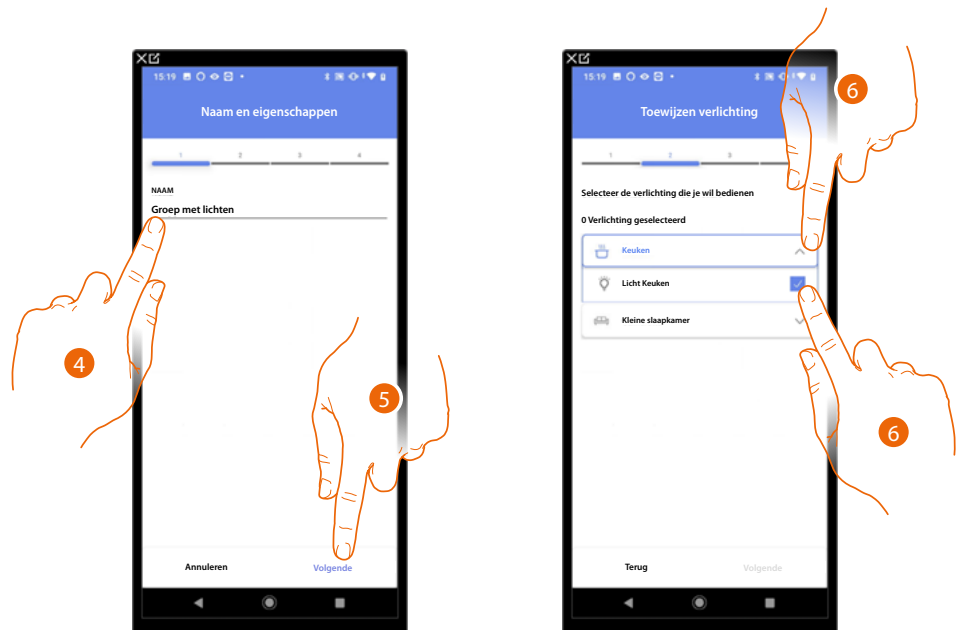 15:19
Naam en eigenschappen
1 2 3 4
NAAM
Groep met lichten
4
5
Annuleren Volgende
15:19
6
Toewijzen verlichting
1 2 3
Selecteer de verlichting die je wil bedienen
0 Verlichting geselecteerd
Keuken
Licht Keuken
Kleine slaapkamer
6
Terug Volgende